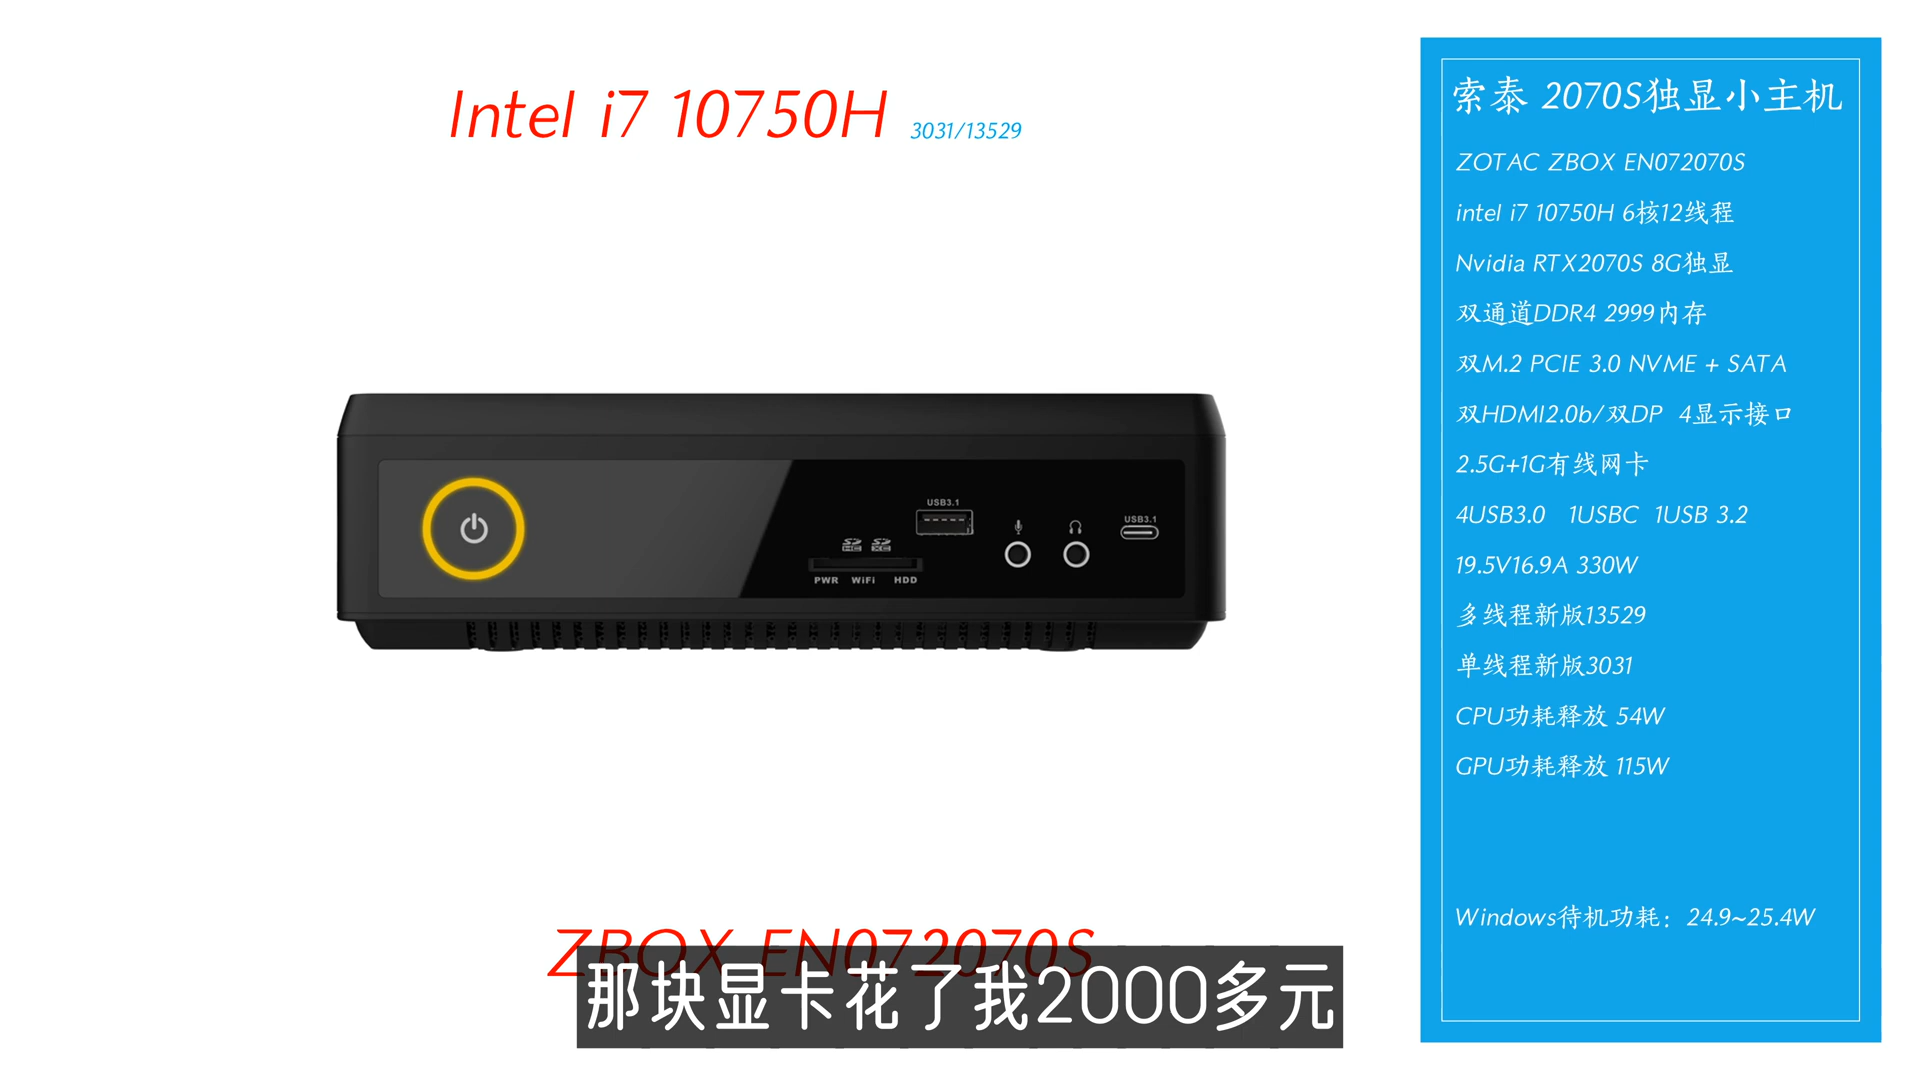 Intel i7 10750H 3031/13529
USB3.1
USB3.1
PWR WiFi HDD
ZBOX EN072070S
那块显卡花了我2000多元
索泰 2070S独显小主机
ZOTAC ZBOX EN072070S
intel i7 10750H 6核12线程
Nvidia RTX2070S 8G独显
双通道DDR4 2999内存
双M.2 PCIE 3.0 NVME + SATA
双HDMI2.0b/双DP 4显示接口
2.5G+1G有线网卡
4USB3.0 1USBC 1USB 3.2
19.5V16.9A 330W
多线程新版13529
单线程新版3031
CPU功耗释放 54W
GPU功耗释放 115W
Windows待机功耗：24.9~25.4W